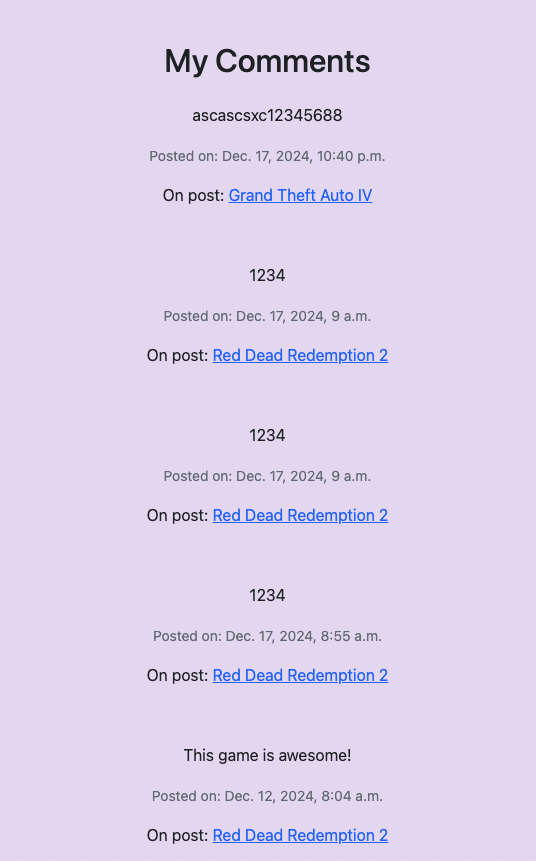 My Comments
ascascsxc12345688
Posted on: Dec. 17, 2024, 10:40 p.m.
On post: Grand Theft Auto IV
1234
Posted on: Dec. 17, 2024, 9 a.m.
On post: Red Dead Redemption 2
1234
Posted on: Dec. 17, 2024, 9 a.m.
On post: Red Dead Redemption 2
1234
Posted on: Dec. 17, 2024, 8:55 a.m.
On post: Red Dead Redemption 2
This game is awesome!
Posted on: Dec. 12, 2024, 8:04 a.m.
On post: Red Dead Redemption 2